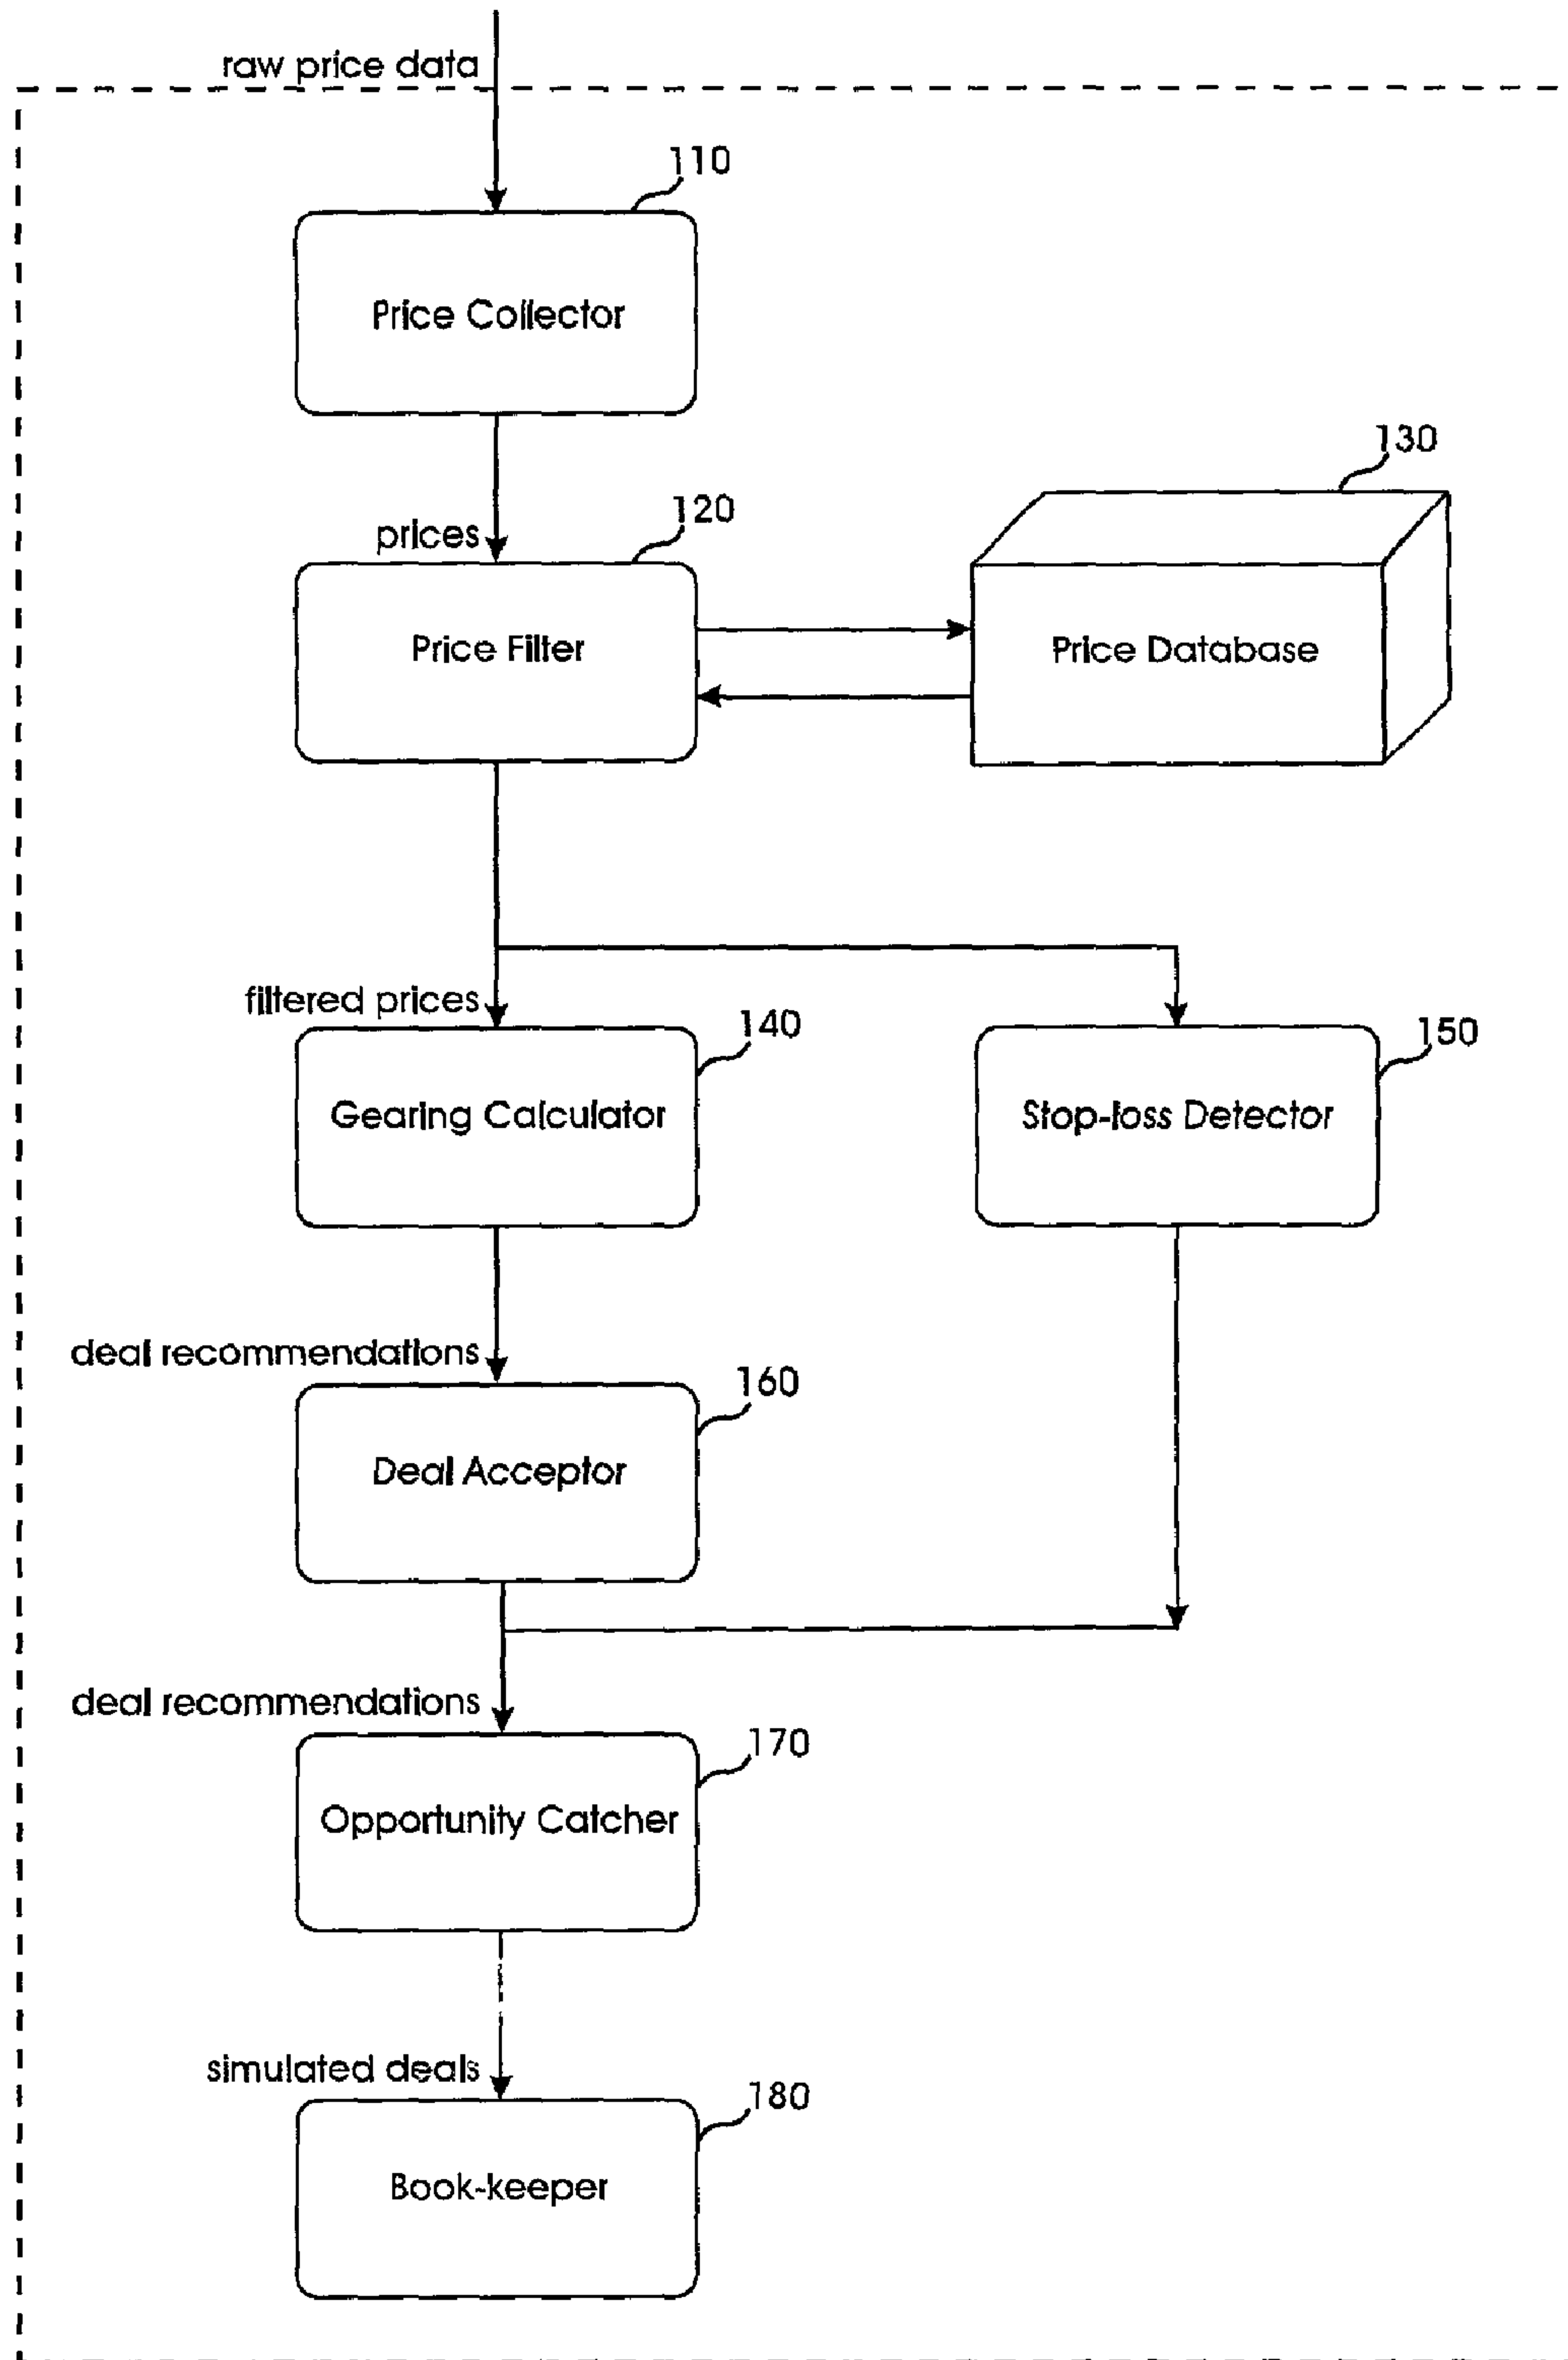 raw price data
110
Price Collector
130
prices
120
Price Filter
Price Database
filtered prices
140
150
Gearing Calculator
Stop-loss Detector
deal recommendations
160
Deal Acceptor
deal recommendations
170
Opportunity Catcher
simulated deals
180
Book-keeper